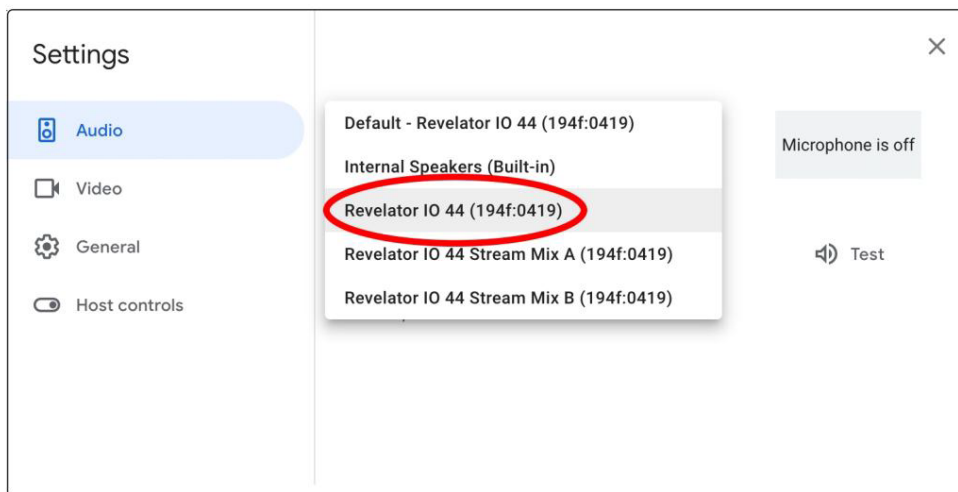 Settings
Audio
Video
General
Host controls
Default - Revelator IO 44 (194f:0419)
Internal Speakers (Built-in)
Revelator IO 44 (194f:0419)
Revelator IO 44 Stream Mix A (194f:0419)
Revelator IO 44 Stream Mix B (194f:0419)
Microphone is off
Test